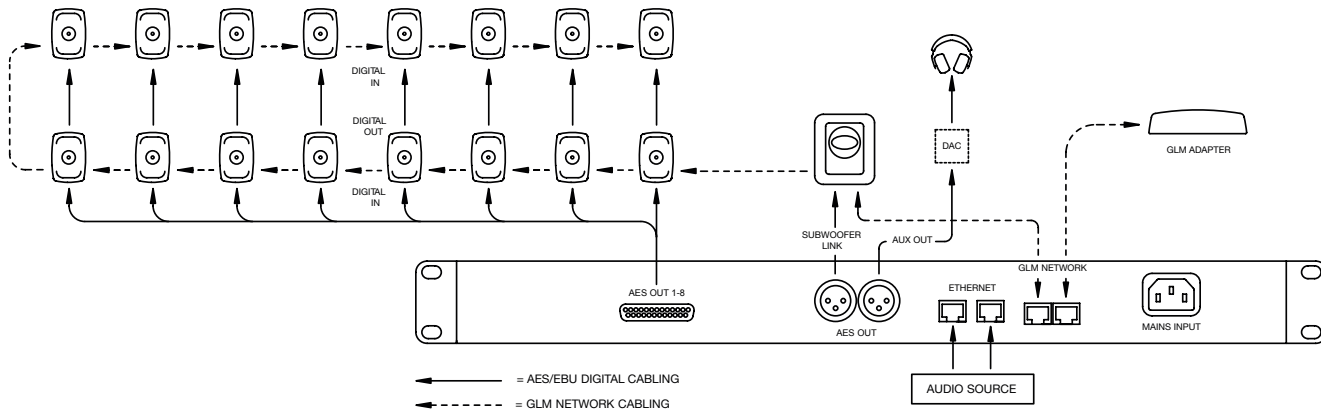 DIGITAL
IN
DIGITAL
OUT
DIGITAL
IN
DAC
GLM ADAPTER
SUBWOOFER
LINK
AUX OUT
GLM NETWORK
AES OUT 1-8
ETHERNET
AES OUT
MAINS INPUT
= AES/EBU DIGITAL CABLING
AUDIO SOURCE
= GLM NETWORK CABLING